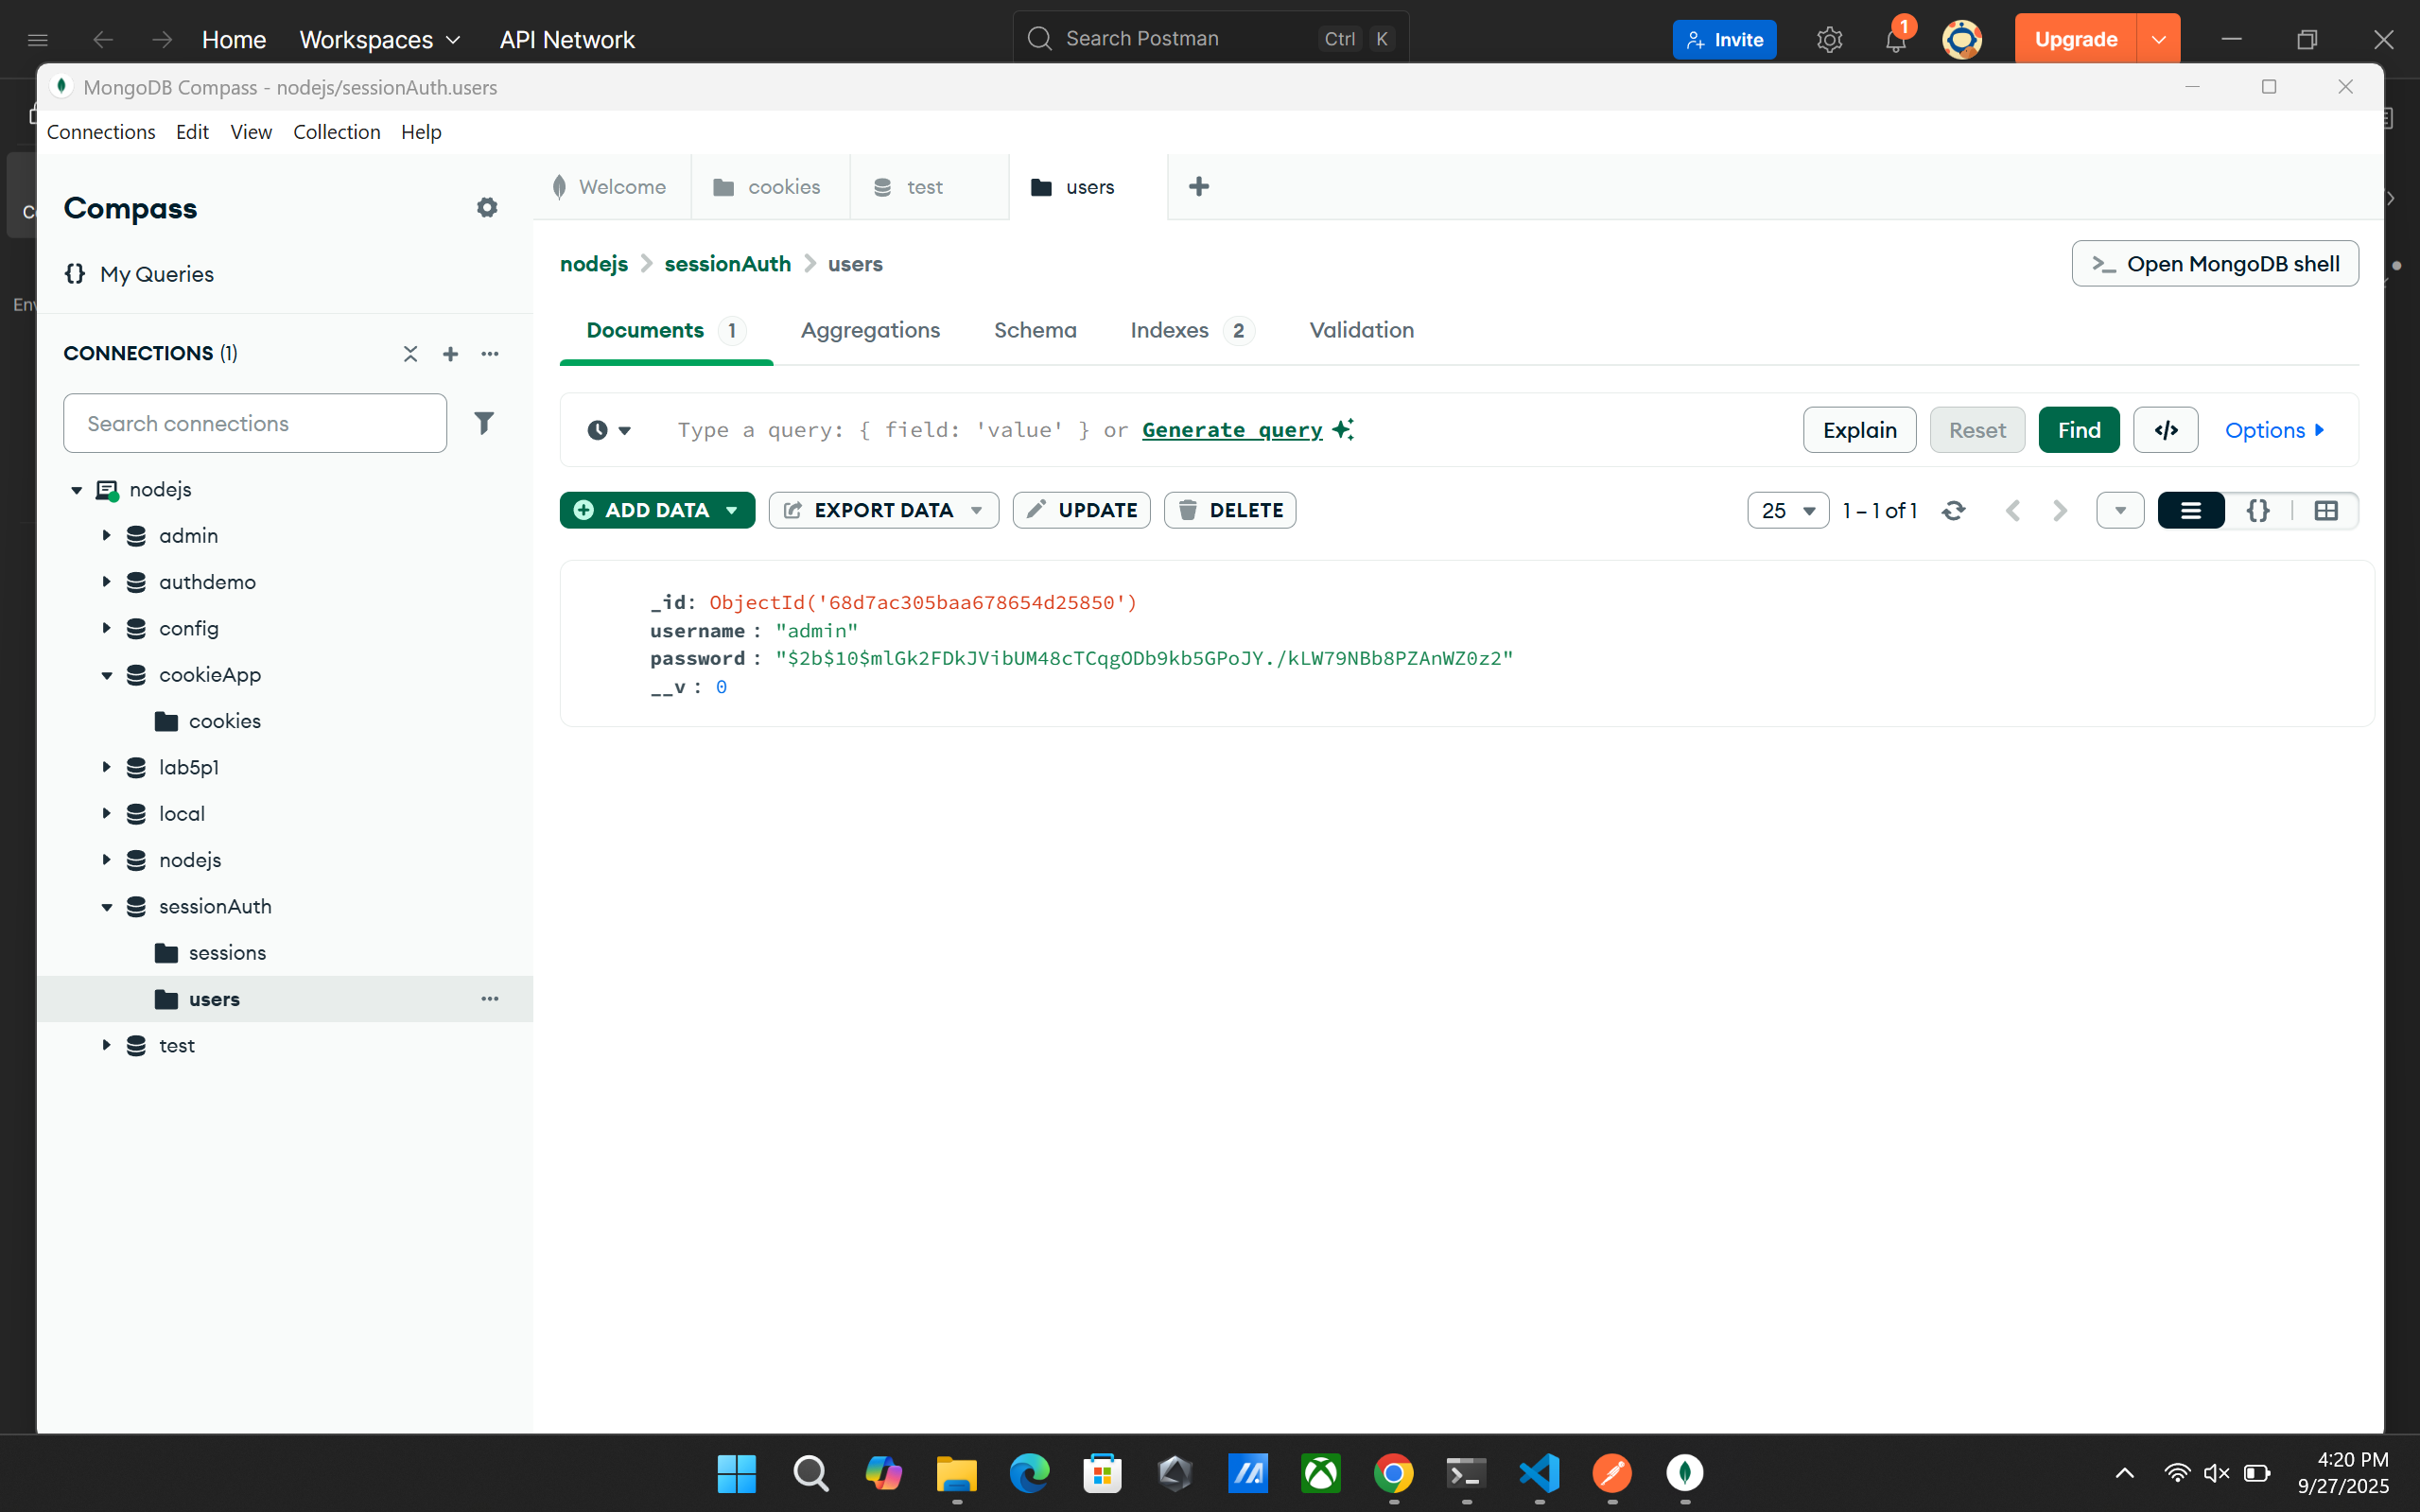 Home Workspaces API Network Search Postman Ctrl K Invite 1 Upgrade
MongoDB Compass - nodejs/sessionAuth.users
Connections Edit View Collection Help
Compass
My Queries
CONNECTIONS (1)
Search connections
nodejs
admin
authdemo
config
cookieApp
cookies
lab5p1
local
nodejs
sessionAuth
sessions
users
test
Welcome cookies test users
nodejs > sessionAuth > users
Open MongoDB shell
Documents 1 Aggregations Schema Indexes 2 Validation
Type a query: { field: 'value' } or Generate query
Explain Reset Find </> Options
ADD DATA EXPORT DATA UPDATE DELETE
25 1 – 1 of 1 {}
_id: ObjectId('68d7ac305baa678654d25850')
username : "admin"
password : "$2b$10$mlGk2FDkJVibUM48cTCqgODb9kb5GPoJY./kLW79NBb8PZAnWZ0z2"
__v : 0
4:20 PM
9/27/2025